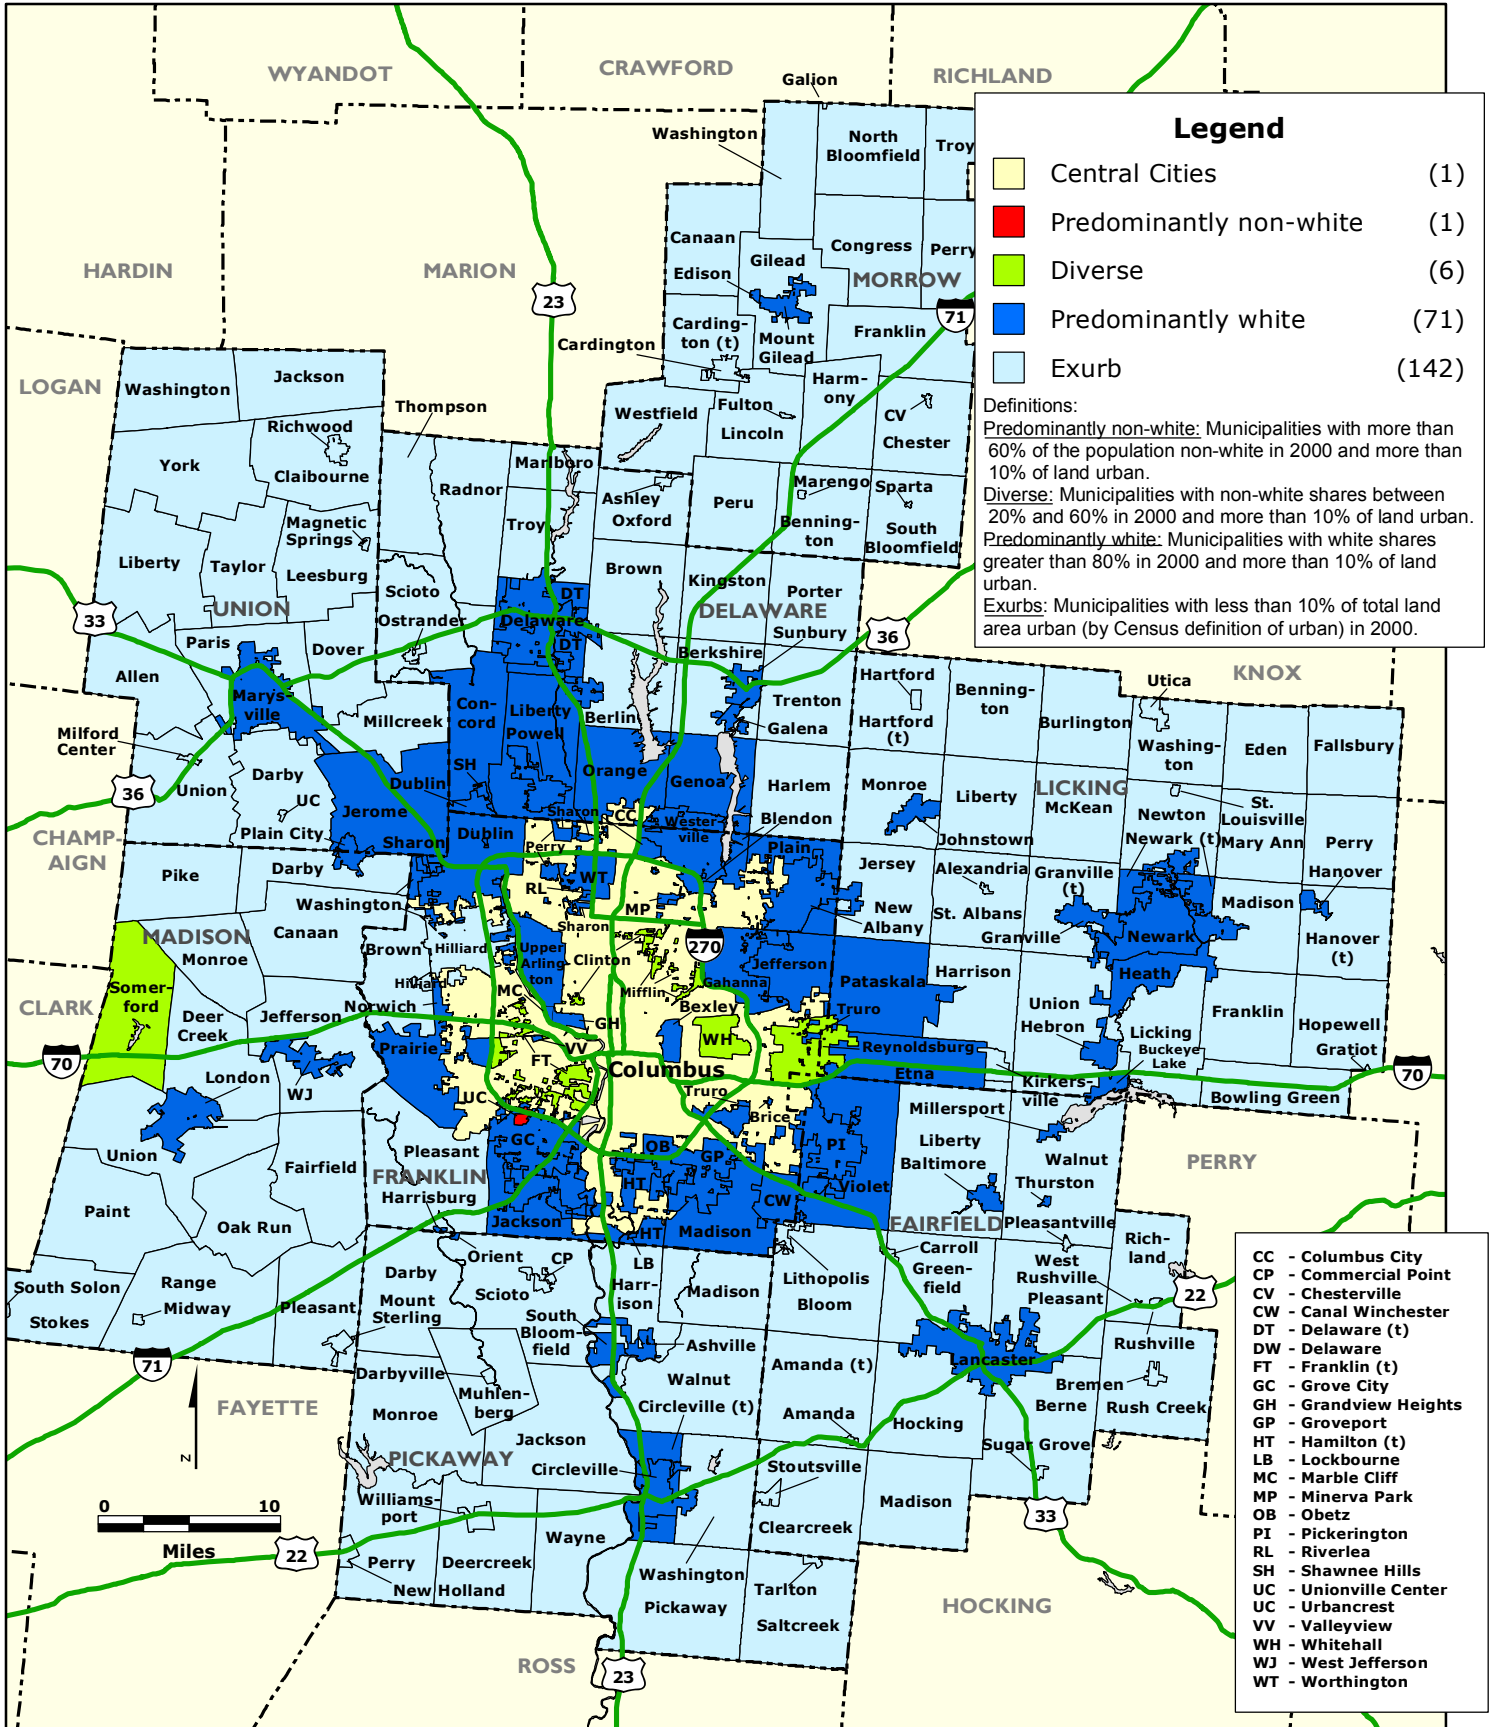 WYANDOT
CRAWFORD
RICHLAND
Galion
Washington
North
Bloomfield
Troy
Legend
Central Cities (1)
Predominantly non-white (1)
Diverse (6)
Predominantly white (71)
Exurb (142)
Definitions:
Predominantly non-white: Municipalities with more than
60% of the population non-white in 2000 and more than
10% of land urban.
Diverse: Municipalities with non-white shares between
20% and 60% in 2000 and more than 10% of land urban.
Predominantly white: Municipalities with white shares
greater than 80% in 2000 and more than 10% of land
urban.
Exurbs: Municipalities with less than 10% of total land
area urban (by Census definition of urban) in 2000.
HARDIN
MARION
23
Canaan
Edison
Gilead
Congress
Perry
MORROW
71
Carding-
ton (t)
Cardington
Mount
Gilead
Franklin
LOGAN
Washington
Jackson
Thompson
Westfield
Fulton
Lincoln
Harm-
ony
CV
Chester
Richwood
York
Claibourne
Radnor
Marlboro
Troy
Ashley
Oxford
Peru
Marengo
Sparta
Benning-
ton
South
Bloomfield
Magnetic
Springs
Liberty
Taylor
Leesburg
UNION
Scioto
Ostrander
Brown
Kingston
Porter
DELAWARE
Sunbury
36
33
DT
Delaware
DT
Berkshire
Paris
Dover
Allen
Marys-
ville
Millcreek
Con-
cord
Liberty
Powell
Berlin
Trenton
Galena
Hartford
Hartford
(t)
Benning-
ton
Burlington
Utica
KNOX
Washing-
ton
Eden
Fallsbury
Milford
Center
36
Union
Darby
UC
Plain City
Jerome
Dublin
SH
Orange
Genoa
Harlem
Monroe
Liberty
LICKING
McKean
Newton
St.
Louisville
Newark (t)
Mary Ann
Perry
Hanover
CHAMP-
AIGN
Sharon
Dublin
Sharon
CC
Wester-
ville
Blendon
Johnstown
Pike
Darby
Perry
WT
RL
Plain
Jersey
Alexandria
Granville
(t)
Washington
MP
New
Albany
St. Albans
Granville
Madison
MADISON
Monroe
Canaan
Brown
Hilliard
Upper
Arling-
ton
Sharon
Clinton
270
Jefferson
Newark
Hanover
(t)
CLARK
Somer-
ford
Deer
Creek
Jefferson
Norwich
Hilliard
MC
Mifflin
Gahanna
Bexley
Pataskala
Truro
Harrison
Heath
Union
Hebron
Licking
Buckeye
Lake
Franklin
Hopewell
Gratiot
70
London
WJ
Prairie
GH
VV
FT
WH
Columbus
Reynoldsburg
Etna
Kirkers-
ville
70
Bowling Green
UC
Truro
Brice
Millersport
Union
Fairfield
Pleasant
FRANKLIN
Harrisburg
GC
OB
GP
PI
Violet
Liberty
Baltimore
Walnut
Thurston
PERRY
Paint
Oak Run
HT
CW
Jackson
HT
Madison
FAIRFIELD
Pleasantville
Rich-
land
South Solon
Range
Midway
Stokes
Pleasant
Darby
Mount
Sterling
Orient
CP
Scioto
LB
Harr-
ison
Madison
Lithopolis
Bloom
Carroll
Green-
field
West
Rushville
Pleasant
22
South
Bloom-
field
Ashville
Amanda (t)
Lancaster
Rushville
71
Darbyville
Muhlen-
berg
Walnut
Circleville (t)
Bremen
Berne
Rush Creek
FAYETTE
Monroe
Amanda
Hocking
Jackson
PICKAWAY
Circleville
Sugar Grove
N
Stoutsville
Williams-
port
Madison
33
0 10
Miles
22
Wayne
Clearcreek
Perry
Deercreek
New Holland
Washington
Pickaway
Tarlton
Saltcreek
HOCKING
ROSS
23
CC - Columbus City
CP - Commercial Point
CV - Chesterville
CW - Canal Winchester
DT - Delaware (t)
DW - Delaware
FT - Franklin (t)
GC - Grove City
GH - Grandview Heights
GP - Groveport
HT - Hamilton (t)
LB - Lockbourne
MC - Marble Cliff
MP - Minerva Park
OB - Obetz
PI - Pickerington
RL - Riverlea
SH - Shawnee Hills
UC - Unionville Center
UC - Urbancrest
VV - Valleyview
WH - Whitehall
WJ - West Jefferson
WT - Worthington